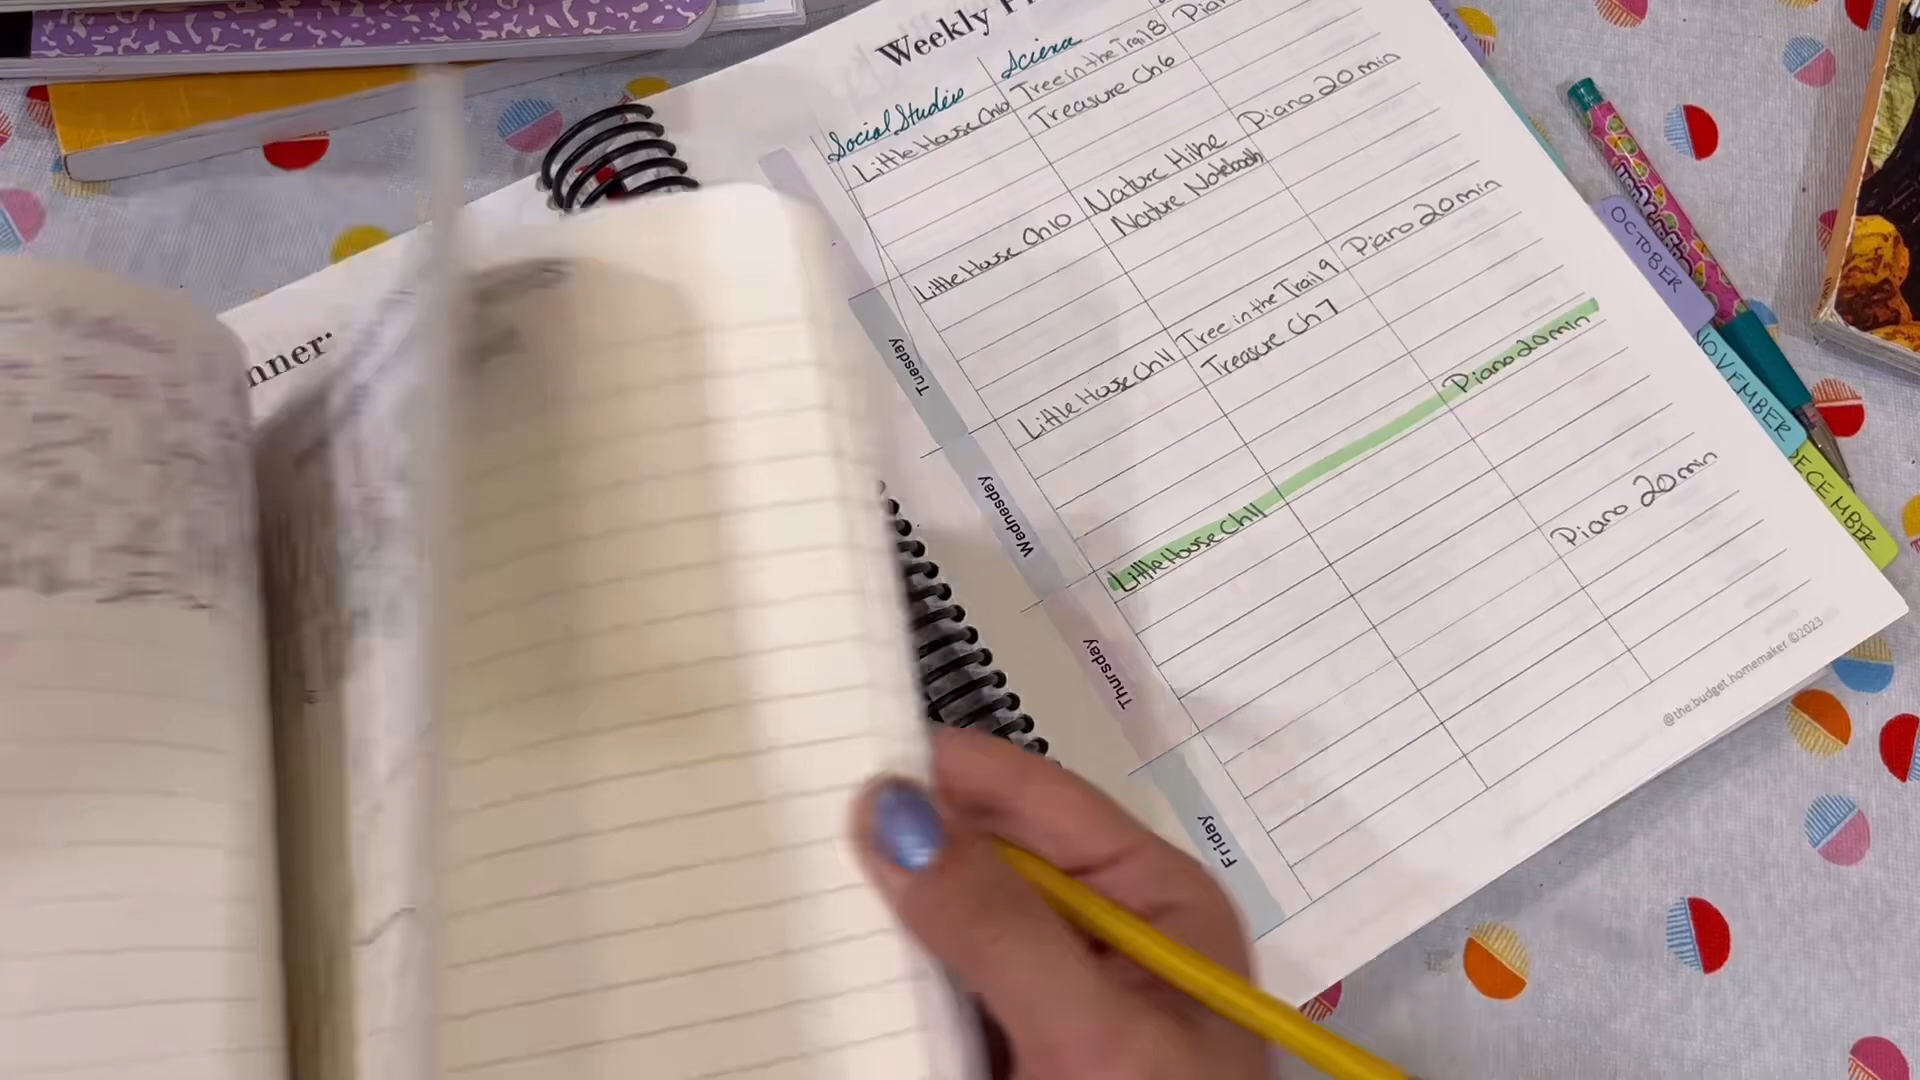 Weekly
nner:
Social Studies
Science
Little House Ch10
Tree in the Trail 8
Treasure Ch6
Little House Ch10
Nature Hike
Nature Notebook
Piano 20 min
Tuesday
Little House Ch11
Tree in the Trail 9
Treasure Ch 7
Piano 20 min
Wednesday
Little House Ch11
Piano 20 min
Thursday
Piano 20 min
Friday
@the.budget.homemaker ©2023
OCTOBER
NOVEMBER
DECEMBER